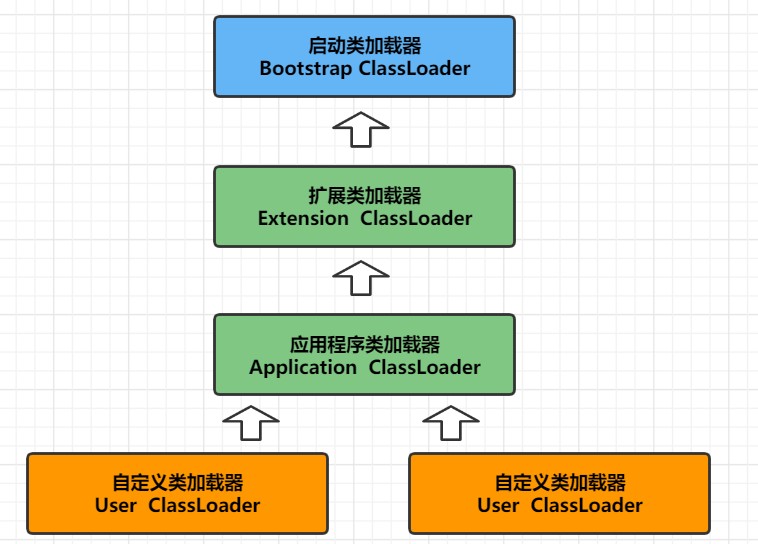 启动类加载器
Bootstrap ClassLoader
扩展类加载器
Extension ClassLoader
应用程序类加载器
Application ClassLoader
自定义类加载器
User ClassLoader
自定义类加载器
User ClassLoader